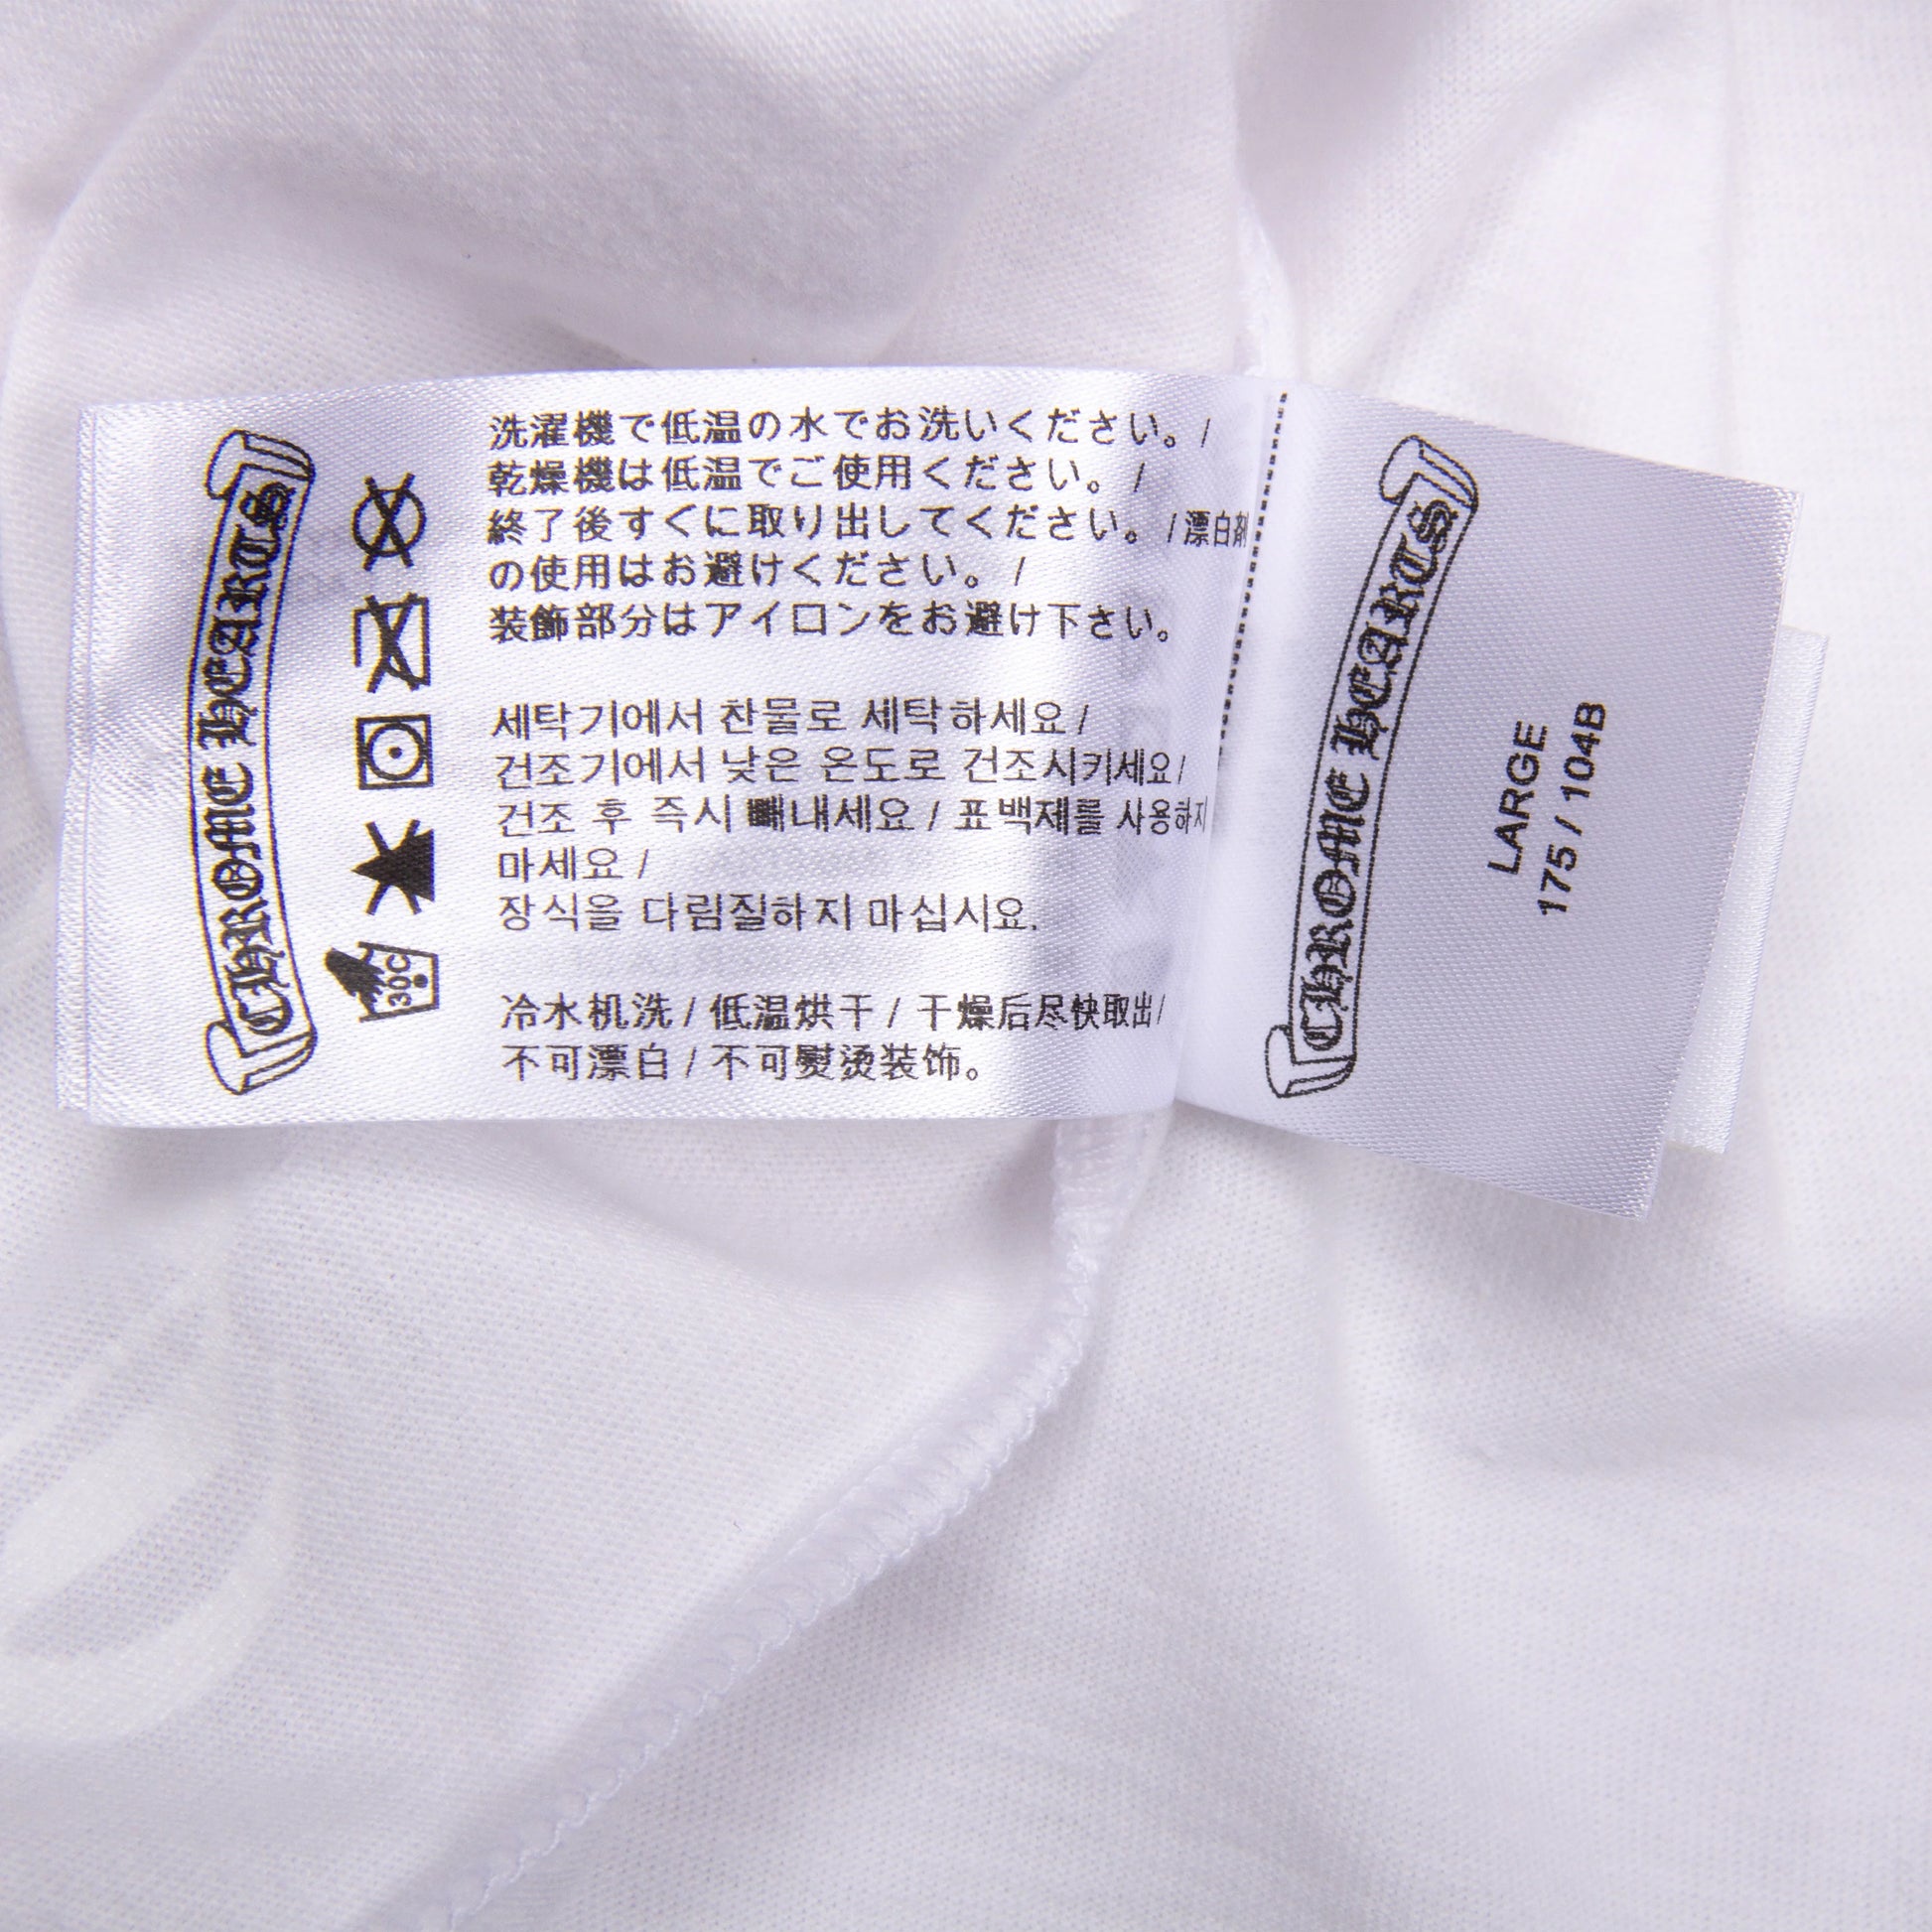 CHROME HEARTS
30C
洗濯機で低温の水でお洗いください。/
乾燥機は低温でご使用ください。/
終了後すぐに取り出してください。/漂白剤
の使用はお避けください。/
装飾部分はアイロンをお避け下さい。
세탁기에서 찬물로 세탁하세요/
건조기에서 낮은 온도로 건조시키세요/
건조 후 즉시 빼내세요 / 표백제를 사용하지
마세요 /
장식을 다림질하지 마십시요.
冷水机洗 / 低温烘干 / 干燥后尽快取出/
不可漂白 / 不可熨烫装饰。
CHROME HEARTS
LARGE
175 / 104B